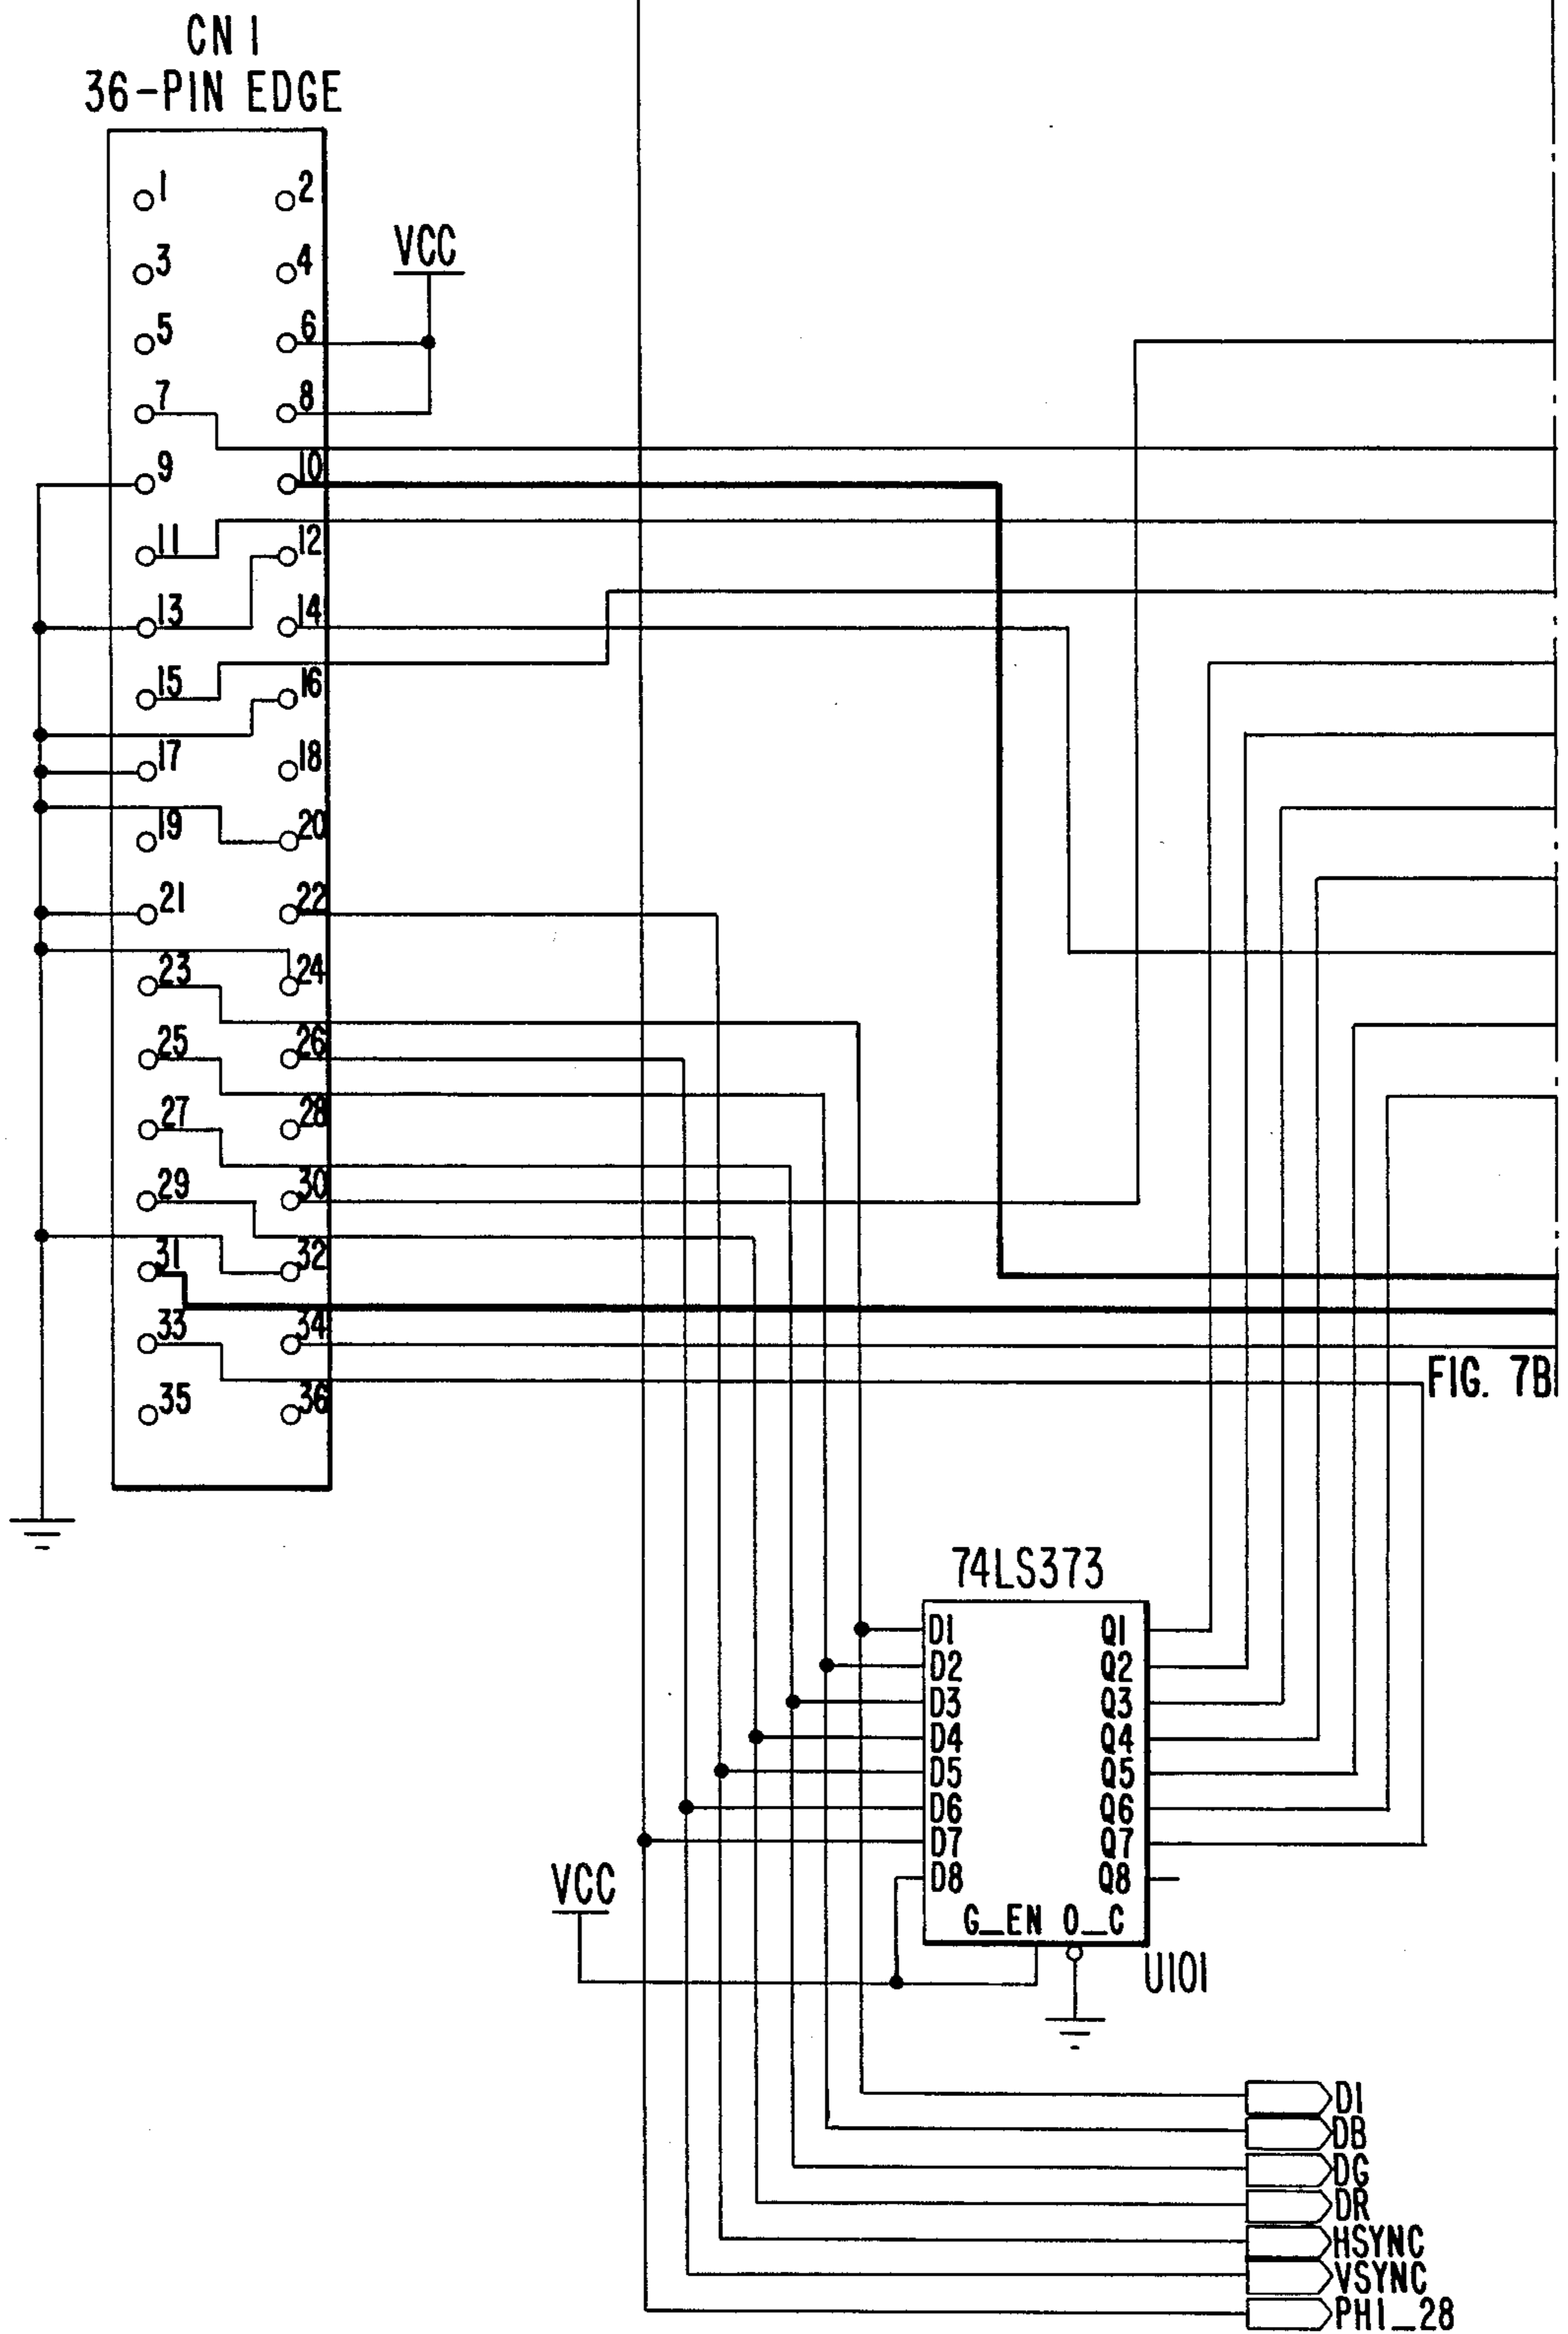 CN 1
36-PIN EDGE
1 2
3 4
VCC
5 6
7 8
9 10
11 12
13 14
15 16
17 18
19 20
21 22
23 24
25 26
27 28
29 30
31 32
33 34
FIG. 7B
35 36
74LS373
D1 Q1
D2 Q2
D3 Q3
D4 Q4
D5 Q5
D6 Q6
D7 Q7
VCC
D8 Q8
G_EN O_C
U101
D1
DB
DG
DR
HSYNC
VSYNC
PHI_28